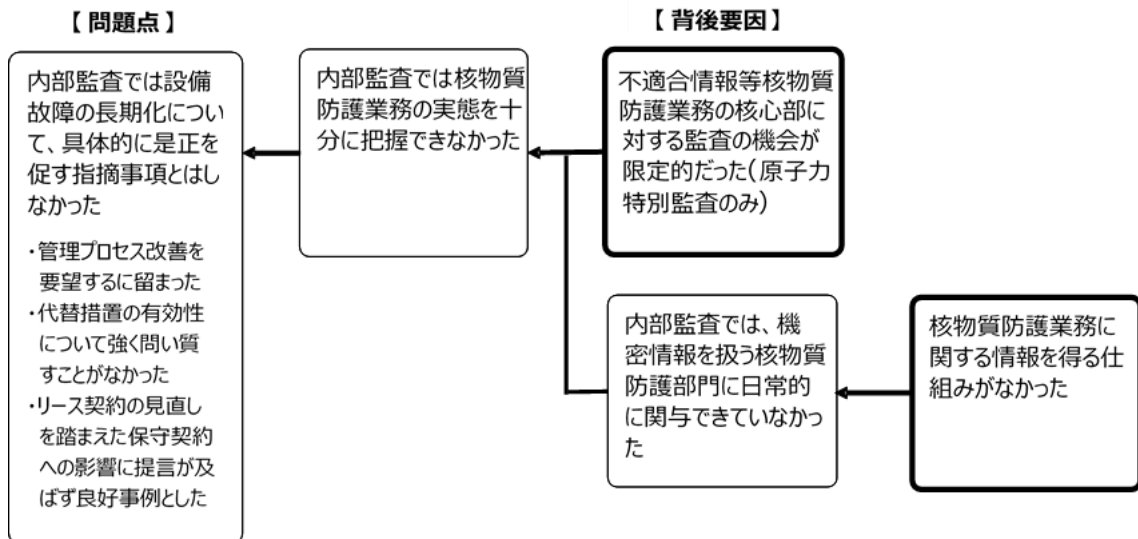 【 問題点 】
内部監査では設備
故障の長期化につい
て、具体的に是正を
促す指摘事項とはし
なかった
・管理プロセス改善を
要望するに留まった
・代替措置の有効性
について強く問い質
すことがなかった
・リース契約の見直し
を踏まえた保守契約
への影響に提言が及
ばず良好事例とした
内部監査では核物質
防護業務の実態を十
分に把握できなかった
【 背後要因 】
不適合情報等核物質
防護業務の核心部に
対する監査の機会が
限定的だった(原子力
特別監査のみ)
内部監査では、機
密情報を扱う核物質
防護部門に日常的
に関与できていなかっ
た
核物質防護業務に
関する情報を得る仕
組みがなかった